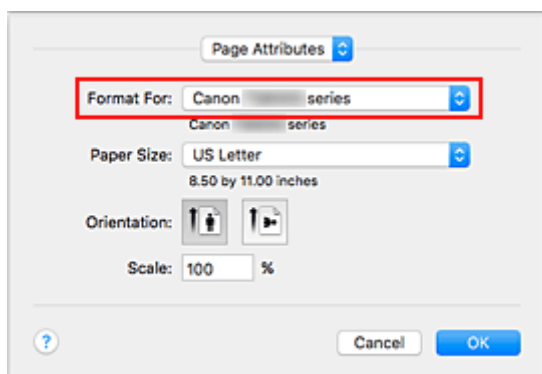 Page Attributes
Format For: Canon series
Canon series
Paper Size: US Letter
8.50 by 11.00 inches
Orientation:
Scale: 100 %
? Cancel OK